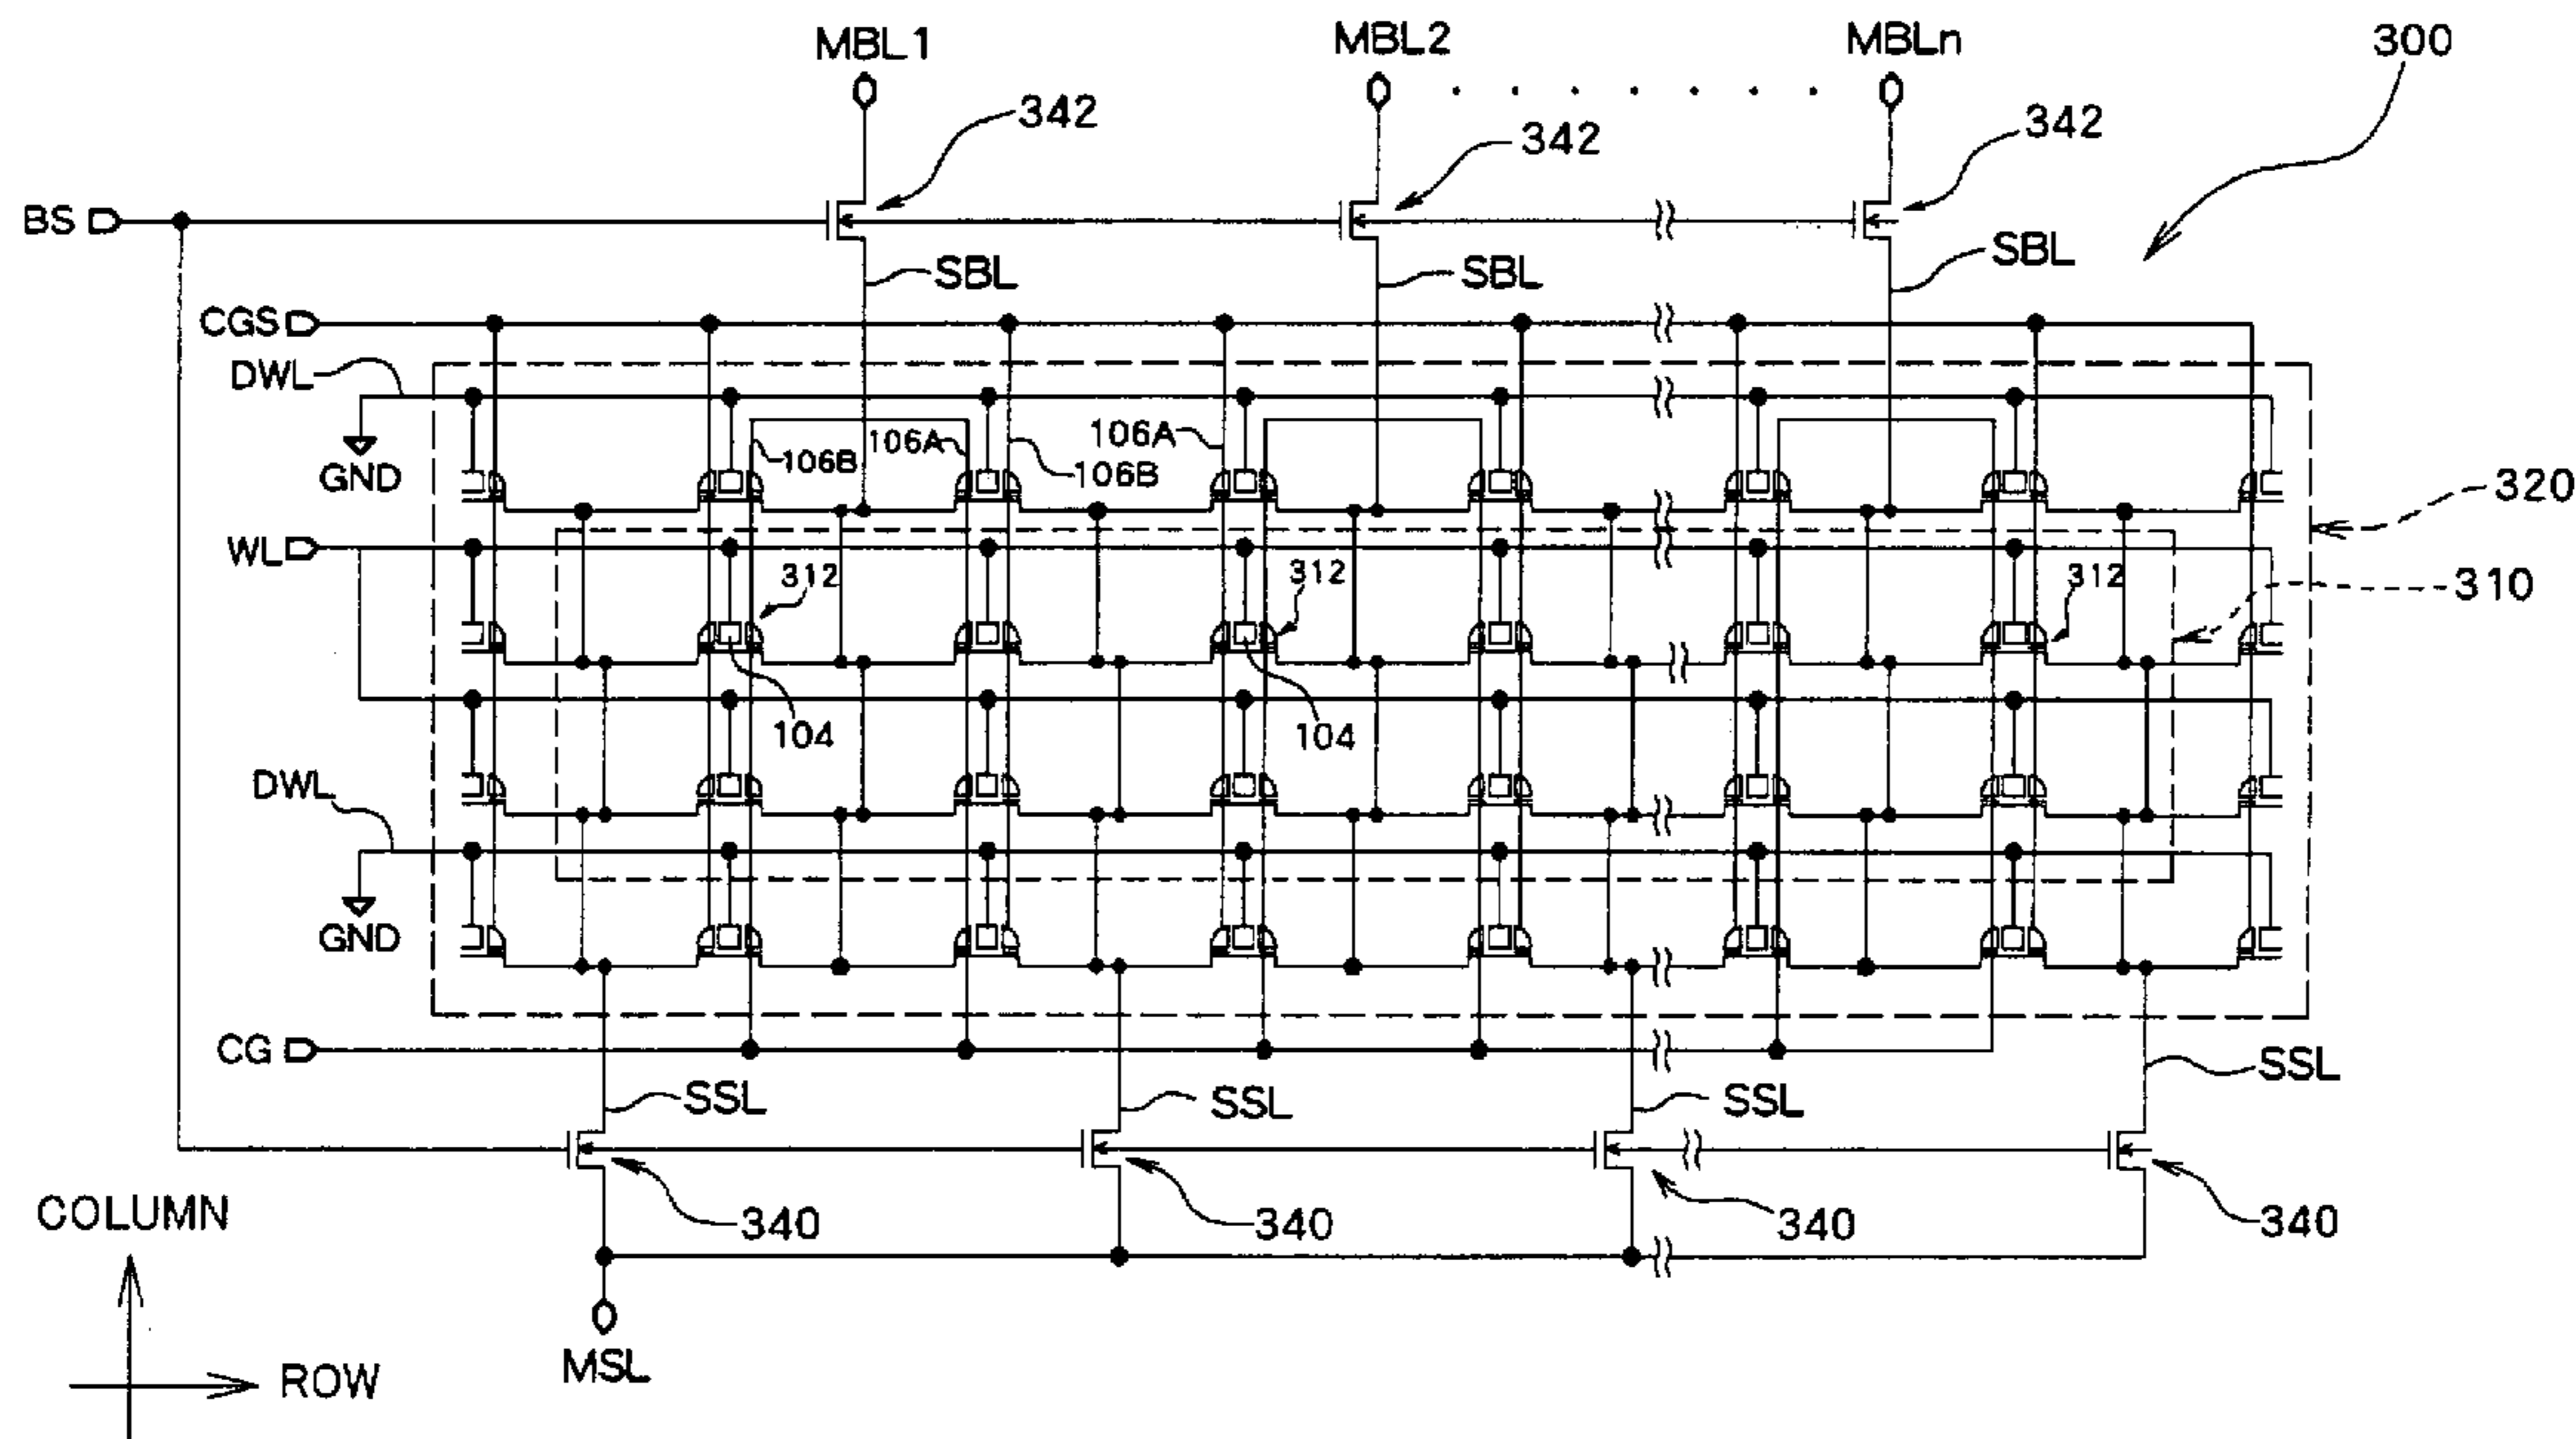 MBL1
MBL2
MBLn
300
342
342
342
BS
SBL
SBL
SBL
CGS
DWL
GND
106B
106A
106B
106A
320
WL
312
312
312
310
104
104
DWL
GND
CG
SSL
SSL
SSL
SSL
340
340
340
340
COLUMN
ROW
MSL